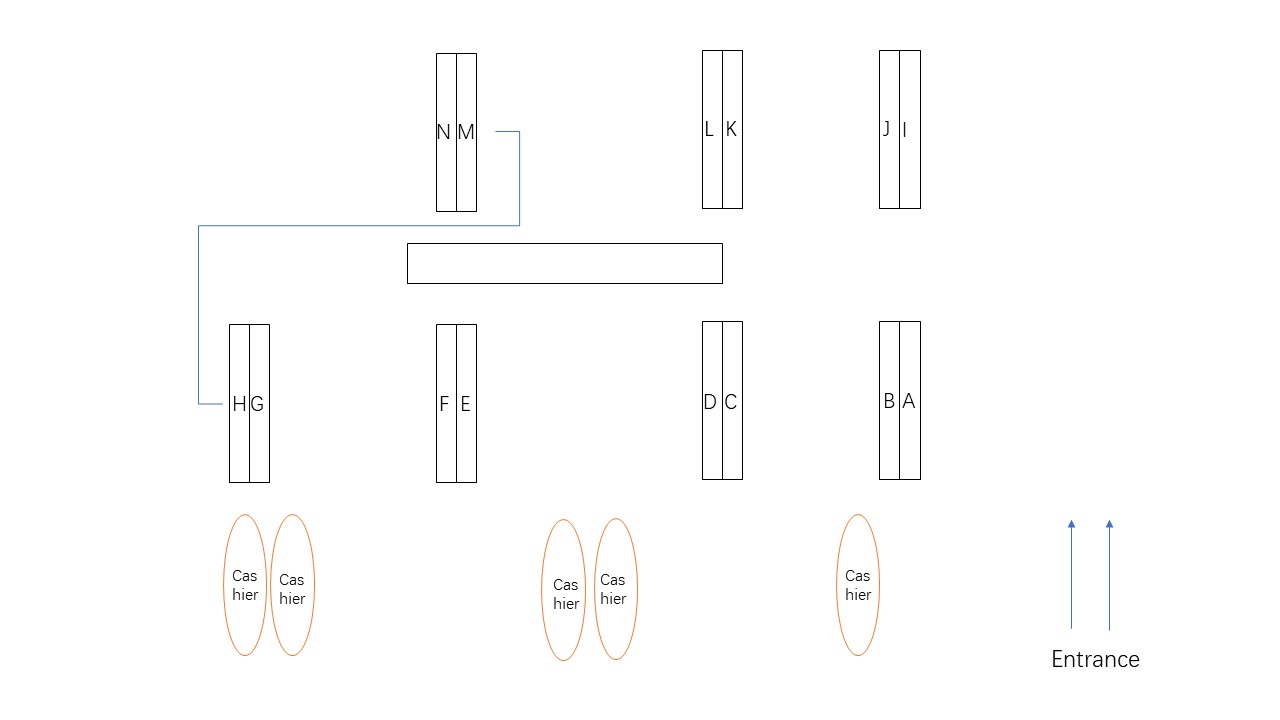 N M
L K
J I
H G
F E
D C
B A
Cas
hier
Cas
hier
Cas
hier
Cas
hier
Cas
hier
Entrance